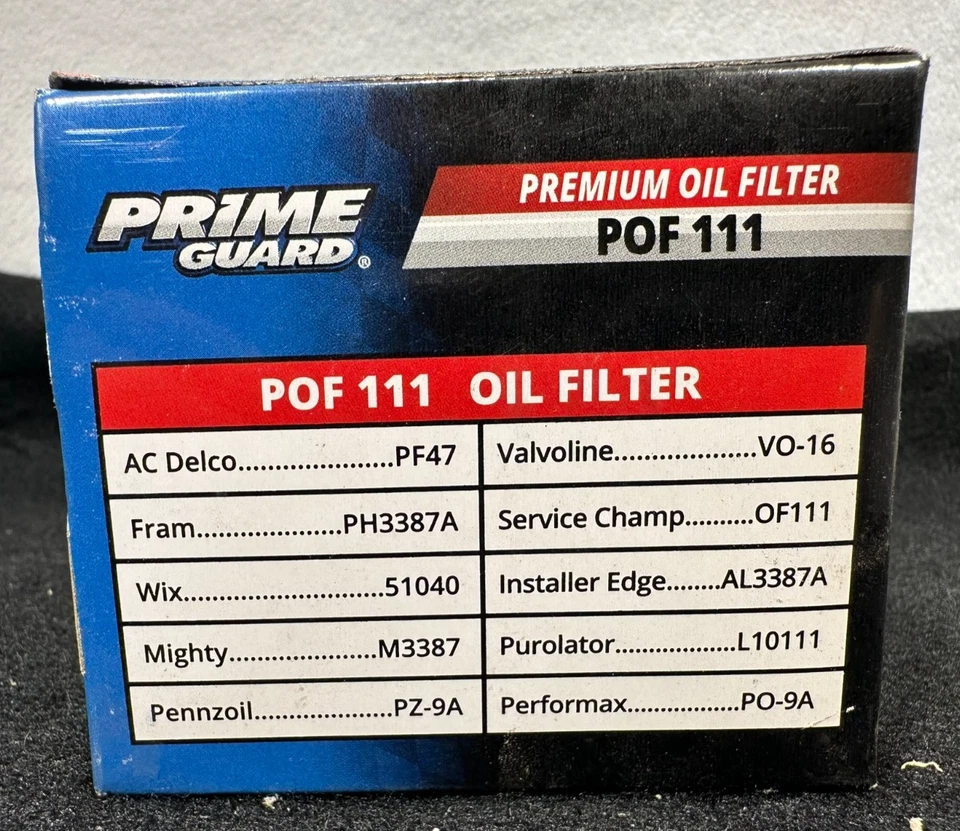 PRIME
GUARD®
PREMIUM OIL FILTER
POF 111
POF 111 OIL FILTER
AC Delco.....................PF47
Fram....................PH3387A
Wix...........................51040
Mighty....................M3387
Pennzoil...................PZ-9A
Valvoline...................VO-16
Service Champ..........OF111
Installer Edge........AL3387A
Purolator.................L10111
Performax................PO-9A